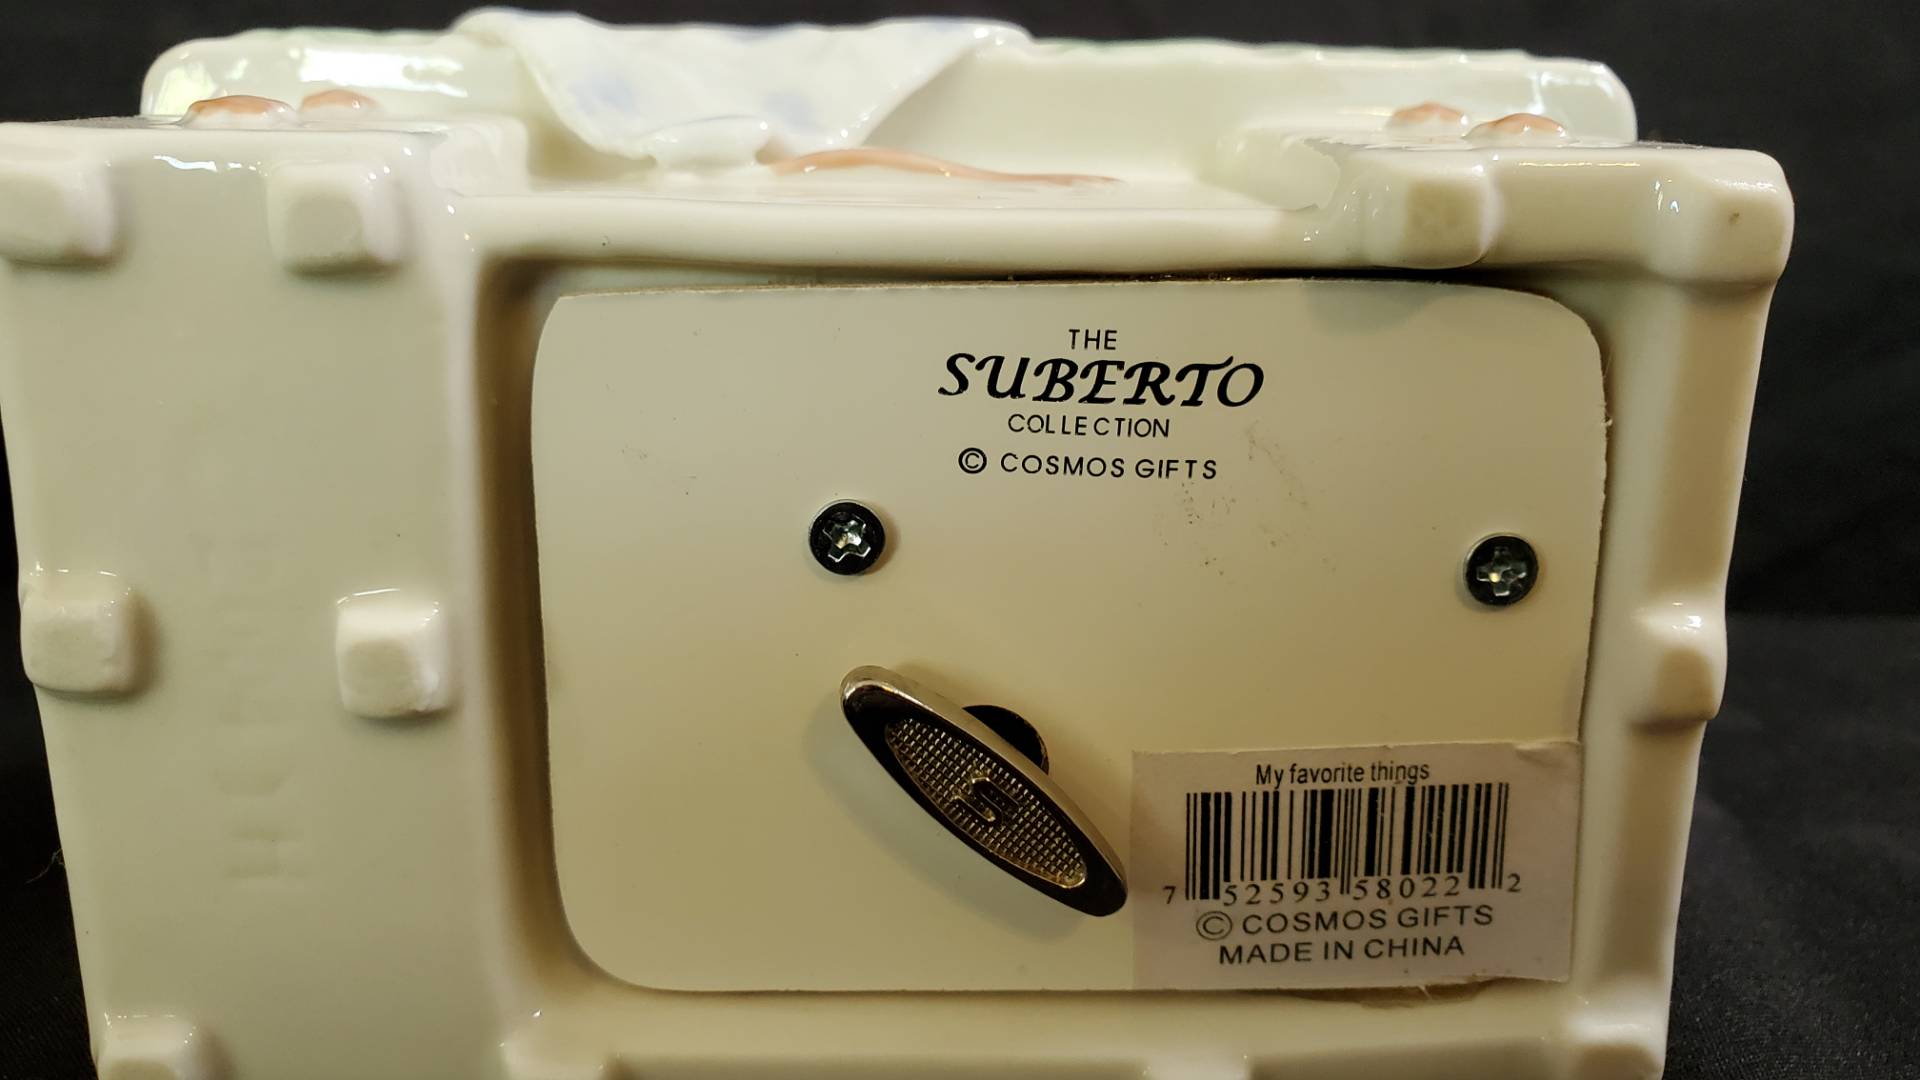 THE
SUBERTO
COLLECTION
© COSMOS GIFTS
S
My favorite things
7 52593 58022 2
© COSMOS GIFTS
MADE IN CHINA